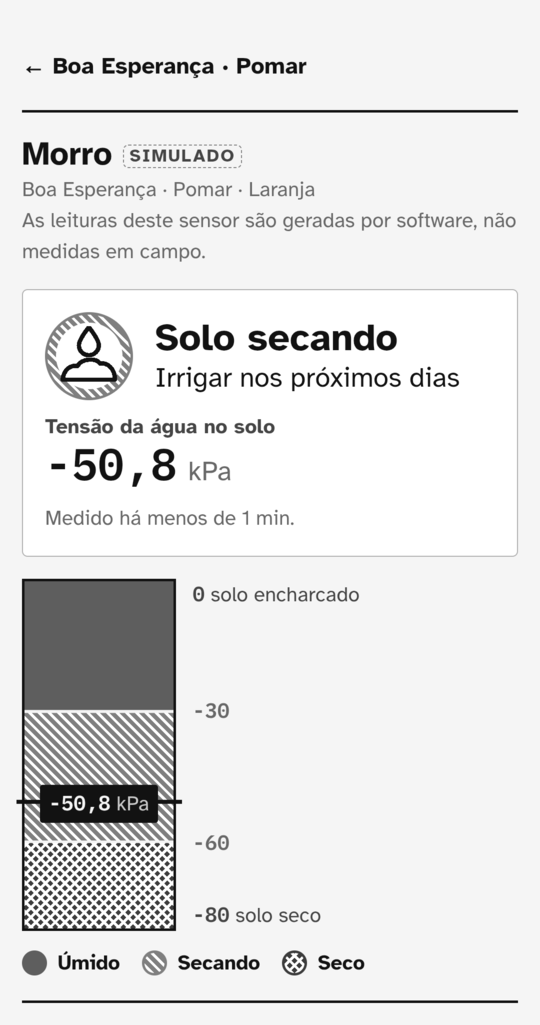 ← Boa Esperança · Pomar
Morro SIMULADO
Boa Esperança · Pomar · Laranja
As leituras deste sensor são geradas por software, não
medidas em campo.
Solo secando
Irrigar nos próximos dias
Tensão da água no solo
-50,8 kPa
Medido há menos de 1 min.
0 solo encharcado
-30
-50,8 kPa
-60
-80 solo seco
Úmido Secando Seco